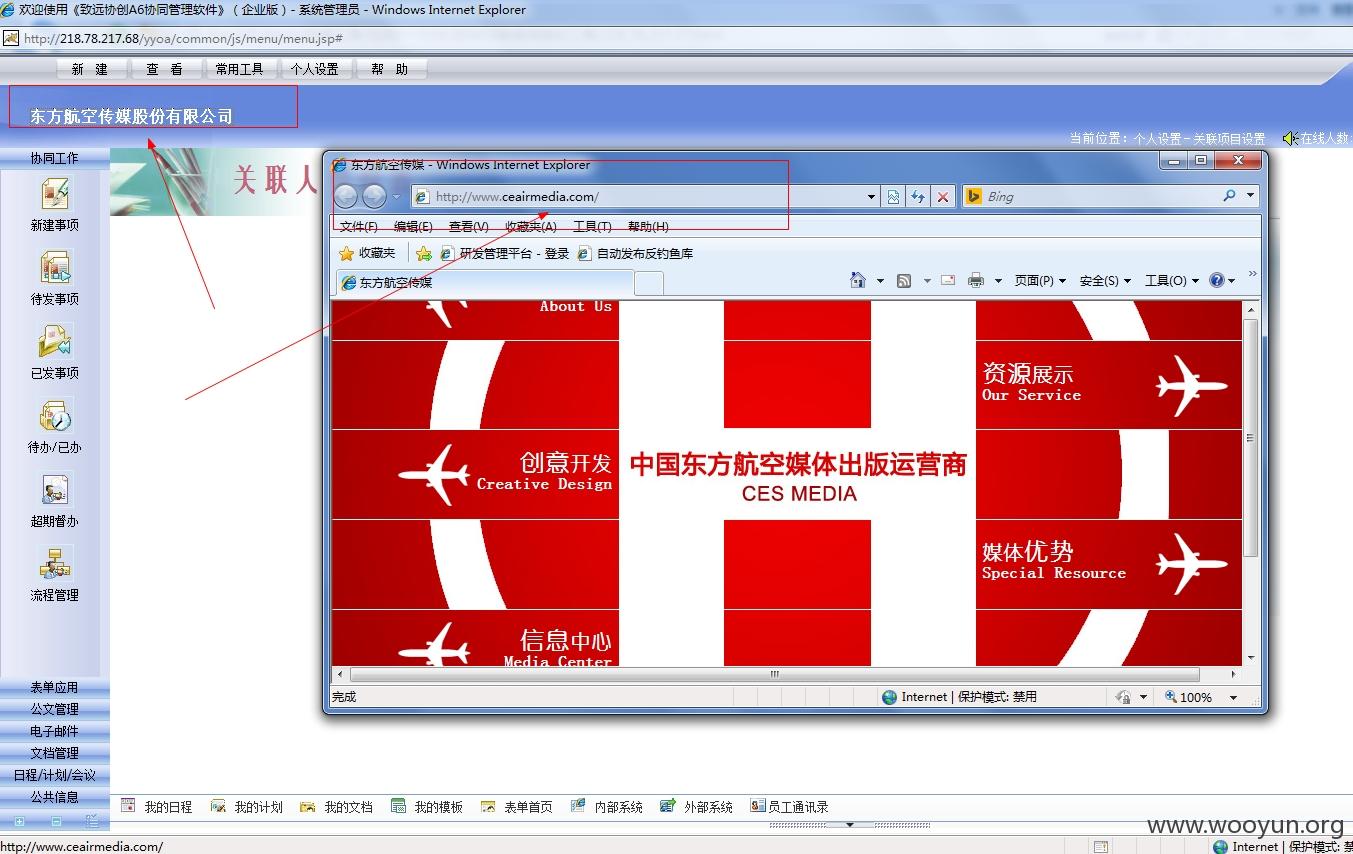 欢迎使用《致远协创A6协同管理软件》（企业版）- 系统管理员 - Windows Internet Explorer
http://218.78.217.68/yyoa/common/js/menu/menu.jsp#
新 建 查 看 常用工具 个人设置 帮 助
东方航空传媒股份有限公司
当前位置：个人设置－关联项目设置 在线人数:
协同工作
关联人
新建事项
待发事项
已发事项
待办/已办
超期督办
流程管理
表单应用
公文管理
电子邮件
文档管理
日程/计划/会议
公共信息
东方航空传媒 - Windows Internet Explorer
http://www.ceairmedia.com/
Bing
文件(F) 编辑(E) 查看(V) 收藏夹(A) 工具(T) 帮助(H)
收藏夹 研发管理平台 - 登录 自动发布反钓鱼库
东方航空传媒
页面(P) 安全(S) 工具(O)
About Us
资源展示
Our Service
创意开发
Creative Design
中国东方航空媒体出版运营商
CES MEDIA
媒体优势
Special Resource
信息中心
Media Center
完成
Internet | 保护模式: 禁用
100%
我的日程 我的计划 我的文档 我的模板 表单首页 内部系统 外部系统 员工通讯录
www.wooyun.org
http://www.ceairmedia.com/
Internet | 保护模式: 禁